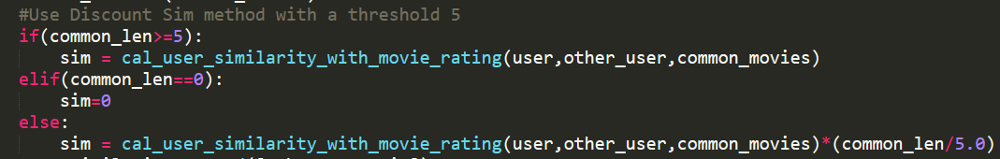 #Use Discount Sim method with a threshold 5
if(common_len>=5):
    sim = cal_user_similarity_with_movie_rating(user,other_user,common_movies)
elif(common_len==0):
    sim=0
else:
    sim = cal_user_similarity_with_movie_rating(user,other_user,common_movies)*(common_len/5.0)